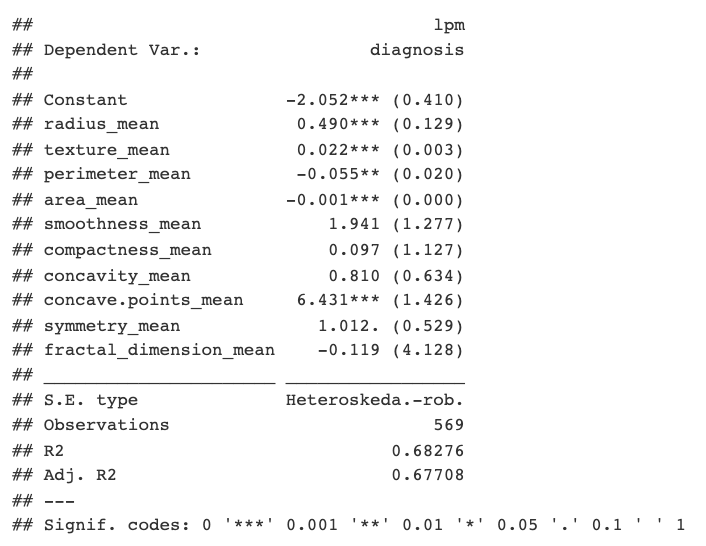 ##                                      lpm
## Dependent Var.:                diagnosis
##
## Constant               -2.052*** (0.410)
## radius_mean             0.490*** (0.129)
## texture_mean            0.022*** (0.003)
## perimeter_mean          -0.055** (0.020)
## area_mean              -0.001*** (0.000)
## smoothness_mean            1.941 (1.277)
## compactness_mean           0.097 (1.127)
## concavity_mean             0.810 (0.634)
## concave.points_mean     6.431*** (1.426)
## symmetry_mean             1.012. (0.529)
## fractal_dimension_mean    -0.119 (4.128)
## ______________________ _________________
## S.E. type              Heteroskeda.-rob.
## Observations                         569
## R2                               0.68276
## Adj. R2                          0.67708
## ---
## Signif. codes: 0 '***' 0.001 '**' 0.01 '*' 0.05 '.' 0.1 ' ' 1